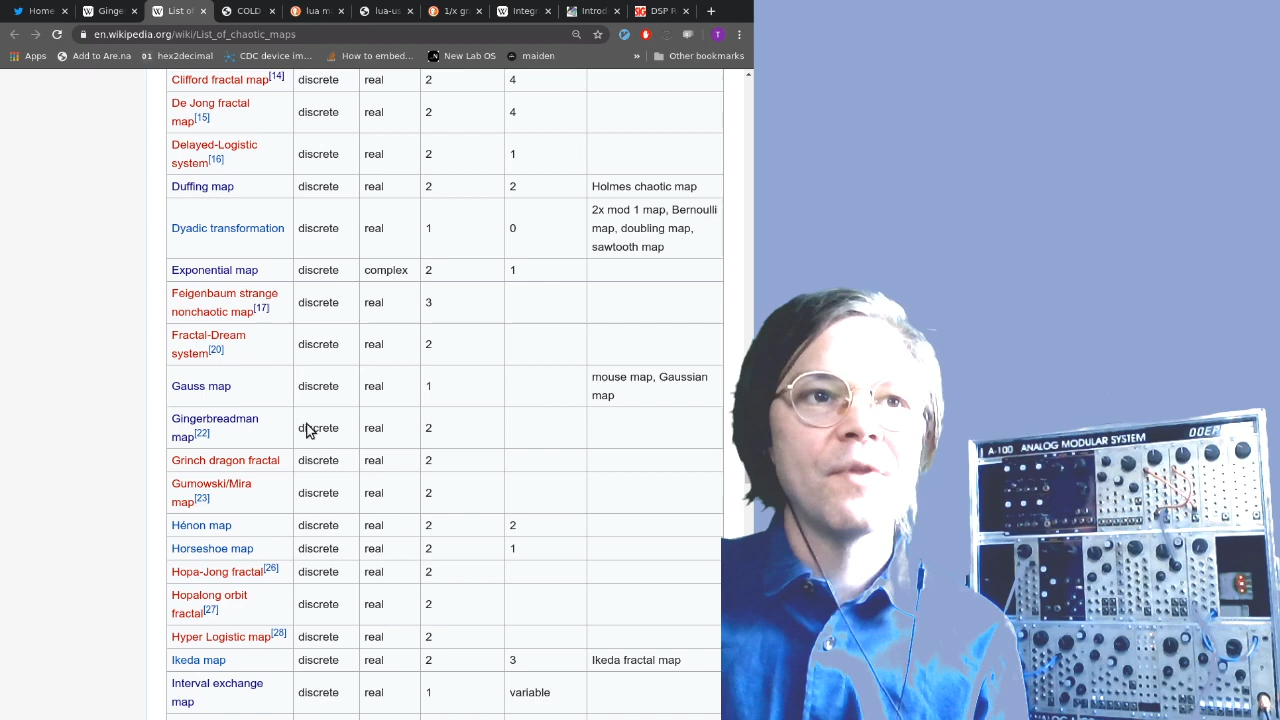 Home
Ginge
List of
COLD
lua m
lua-us
1/x gr
Integr
Introd
DSP R
en.wikipedia.org/wiki/List_of_chaotic_maps
Apps
Add to Are.na
01 hex2decimal
CDC device im...
How to embed...
New Lab OS
maiden
»
Other bookmarks
Clifford fractal map[14] discrete real 2 4
De Jong fractal
map[15] discrete real 2 4
Delayed-Logistic
system[16] discrete real 2 1
Duffing map discrete real 2 2 Holmes chaotic map
Dyadic transformation discrete real 1 0 2x mod 1 map, Bernoulli
map, doubling map,
sawtooth map
Exponential map discrete complex 2 1
Feigenbaum strange
nonchaotic map[17] discrete real 3
Fractal-Dream
system[20] discrete real 2
Gauss map discrete real 1 mouse map, Gaussian
map
Gingerbreadman
map[22] discrete real 2
Grinch dragon fractal discrete real 2
Gumowski/Mira
map[23] discrete real 2
Hénon map discrete real 2 2
Horseshoe map discrete real 2 1
Hopa-Jong fractal[26] discrete real 2
Hopalong orbit
fractal[27] discrete real 2
Hyper Logistic map[28] discrete real 2
Ikeda map discrete real 2 3 Ikeda fractal map
Interval exchange
map discrete real 1 variable
A-100 ANALOG MODULAR SYSTEM